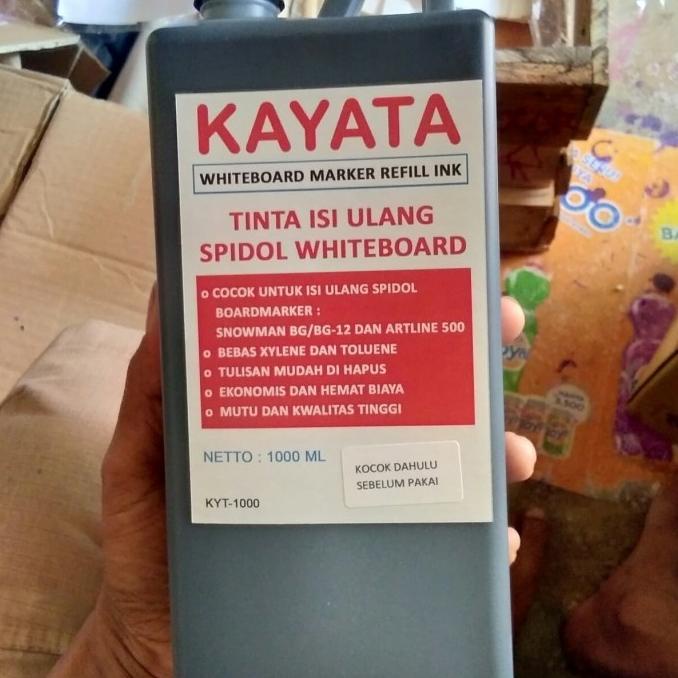 KAYATA
WHITEBOARD MARKER REFILL INK
TINTA ISI ULANG
SPIDOL WHITEBOARD
o COCOK UNTUK ISI ULANG SPIDOL
BOARDMARKER :
SNOWMAN BG/BG-12 DAN ARTLINE 500
o BEBAS XYLENE DAN TOLUENE
o TULISAN MUDAH DI HAPUS
o EKONOMIS DAN HEMAT BIAYA
o MUTU DAN KWALITAS TINGGI
NETTO : 1000 ML
KOCOK DAHULU
SEBELUM PAKAI
KYT-1000